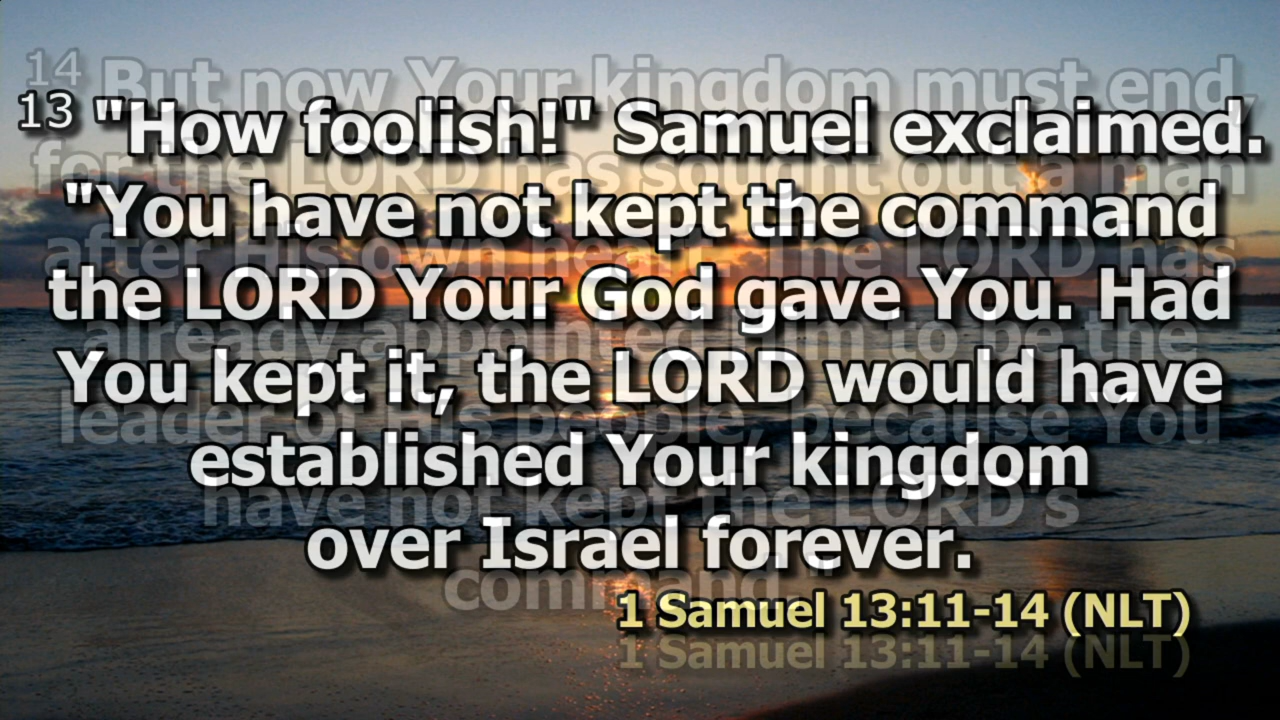 13 "How foolish!" Samuel exclaimed.
"You have not kept the command
the LORD Your God gave You. Had
You kept it, the LORD would have
established Your kingdom
over Israel forever.
14 But now Your kingdom must end,
for the LORD has sought out a man
after His own heart. The LORD has
already appointed him to be the
leader of His people, because You
have not kept the LORD's
command."
1 Samuel 13:11-14 (NLT)
1 Samuel 13:11-14 (NLT)